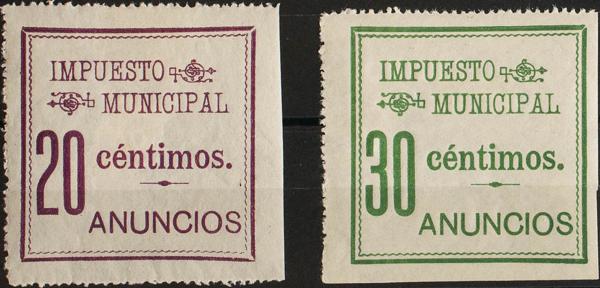 IMPUESTO
MUNICIPAL
20 céntimos.
ANUNCIOS
IMPUESTO
MUNICIPAL
30 céntimos.
ANUNCIOS